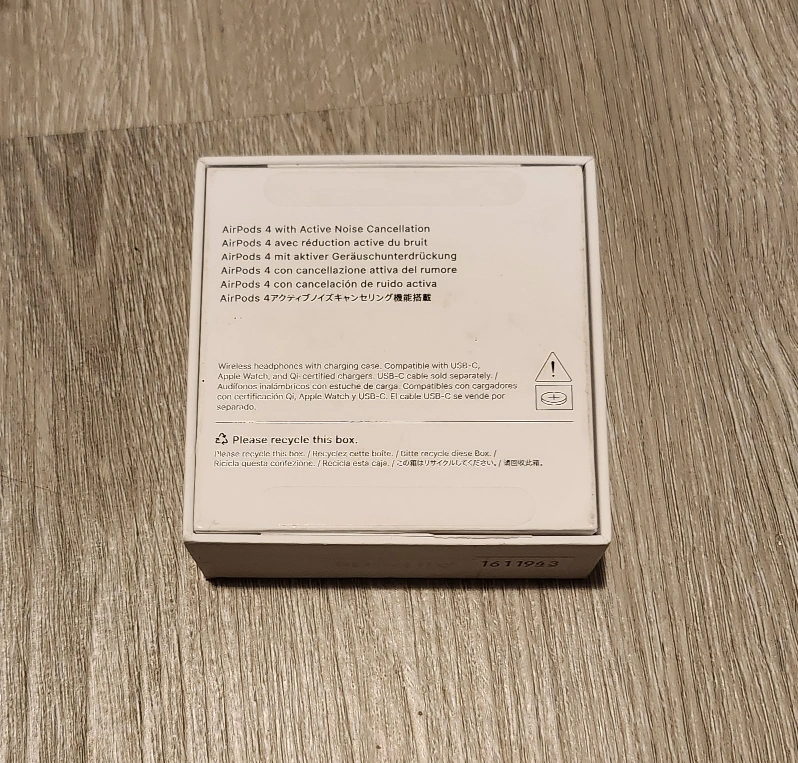 AirPods 4 with Active Noise Cancellation
AirPods 4 avec réduction active du bruit
AirPods 4 mit aktiver Geräuschunterdrückung
AirPods 4 con cancellazione attiva del rumore
AirPods 4 con cancelación de ruido activa
AirPods 4アクティブノイズキャンセリング機能搭載
Wireless headphones with charging case. Compatible with USB-C,
Apple Watch, and Qi-certified chargers. USB-C cable sold separately. /
Audífonos inalámbricos con estuche de carga. Compatibles con cargadores
con certificación Qi, Apple Watch y USB-C. El cable USB-C se vende por
separado.
Please recycle this box.
Please recycle this box. / Recyclez cette boîte. / Bitte recycle diese Box. /
Ricicla questa confezione. / Recicla esta caja. / この箱はリサイクルしてください。/ 请回收此箱。